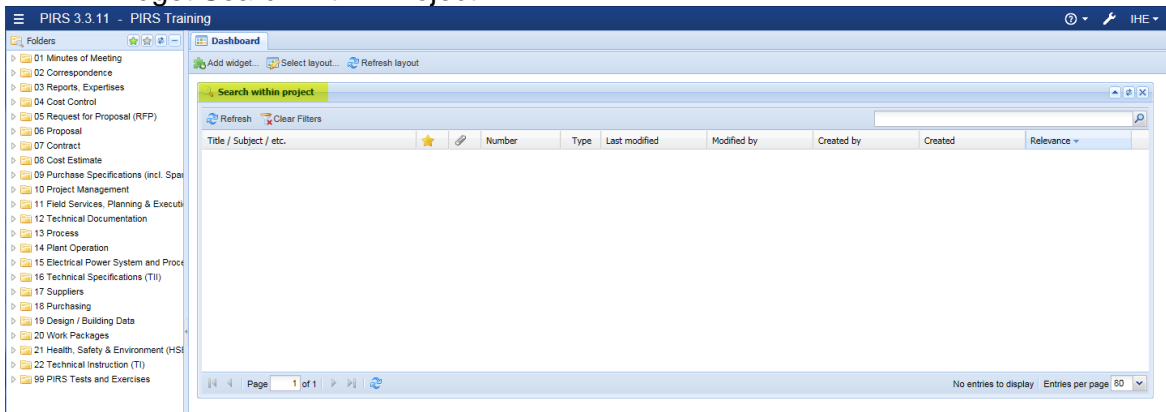 PIRS 3.3.11 - PIRS Training
IHE
Folders
Dashboard
01 Minutes of Meeting
02 Correspondence
03 Reports, Expertises
04 Cost Control
05 Request for Proposal (RFP)
06 Proposal
07 Contract
08 Cost Estimate
09 Purchase Specifications (incl. Spar
10 Project Management
11 Field Services, Planning & Executi
12 Technical Documentation
13 Process
14 Plant Operation
15 Electrical Power System and Proce
16 Technical Specifications (TII)
17 Suppliers
18 Purchasing
19 Design / Building Data
20 Work Packages
21 Health, Safety & Environment (HSE
22 Technical Instruction (TI)
99 PIRS Tests and Exercises
Add widget... Select layout... Refresh layout
Search within project
Refresh Clear Filters
Title / Subject / etc. Number Type Last modified Modified by Created by Created Relevance
Page 1 of 1
No entries to display Entries per page 80